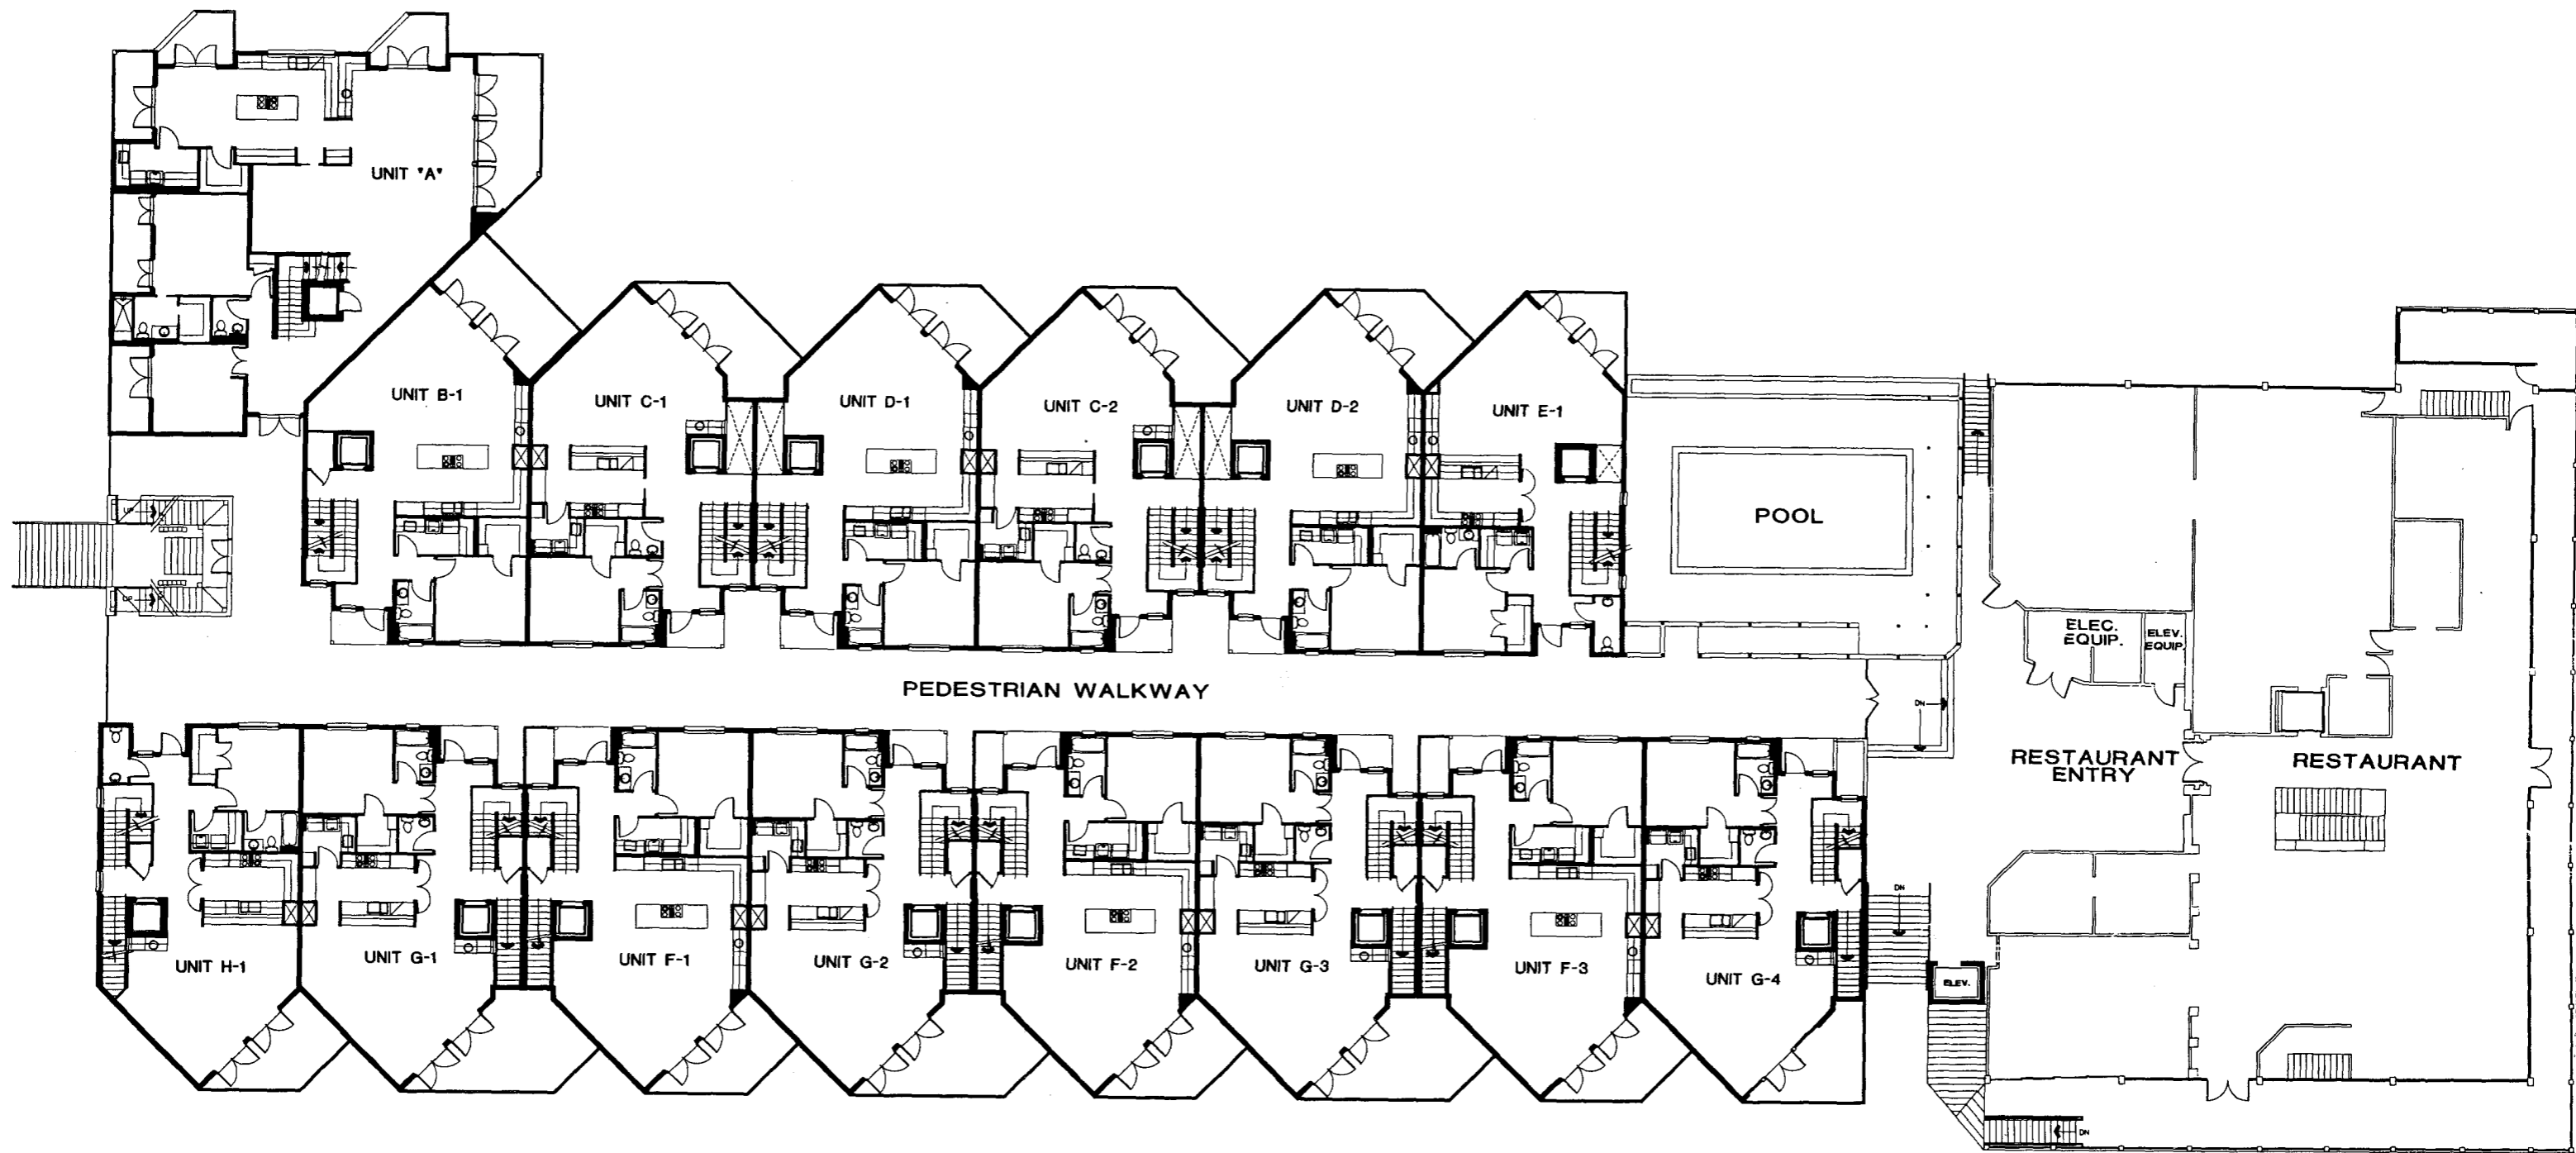 UNIT "A"
UNIT B-1
UNIT C-1
UNIT D-1
UNIT C-2
UNIT D-2
UNIT E-1
POOL
UP
UP
ELEC.
EQUIP.
ELEV.
EQUIP.
PEDESTRIAN WALKWAY
DN
RESTAURANT
ENTRY
RESTAURANT
DN
UNIT H-1
UNIT G-1
UNIT F-1
UNIT G-2
UNIT F-2
UNIT G-3
UNIT F-3
UNIT G-4
ELEV.
DN